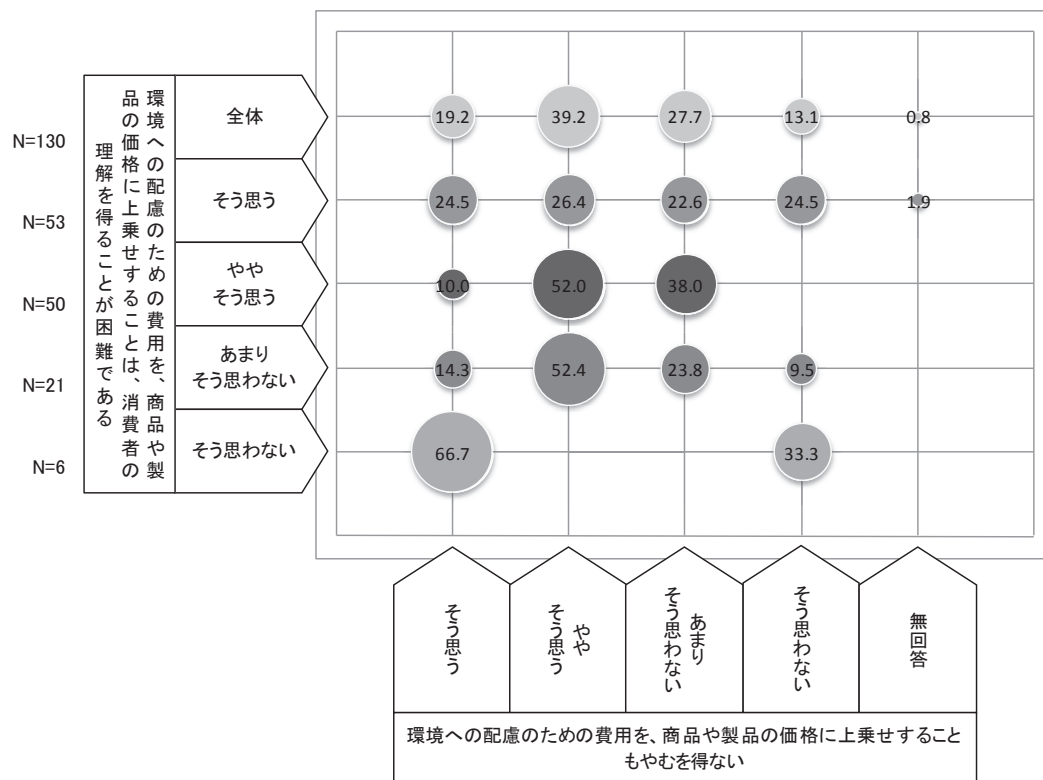 環境への配慮のための費用を、商品や製
品の価格に上乗せすることは、消費者の
理解を得ることが困難である
N=130
全体
19.2
39.2
27.7
13.1
0.8
N=53
そう思う
24.5
26.4
22.6
24.5
1.9
N=50
やや
そう思う
10.0
52.0
38.0
N=21
あまり
そう思わない
14.3
52.4
23.8
9.5
N=6
そう思わない
66.7
33.3
そう思う
やや
そう思う
あまり
そう思わない
そう思わない
無回答
環境への配慮のための費用を、商品や製品の価格に上乗せすること
もやむを得ない